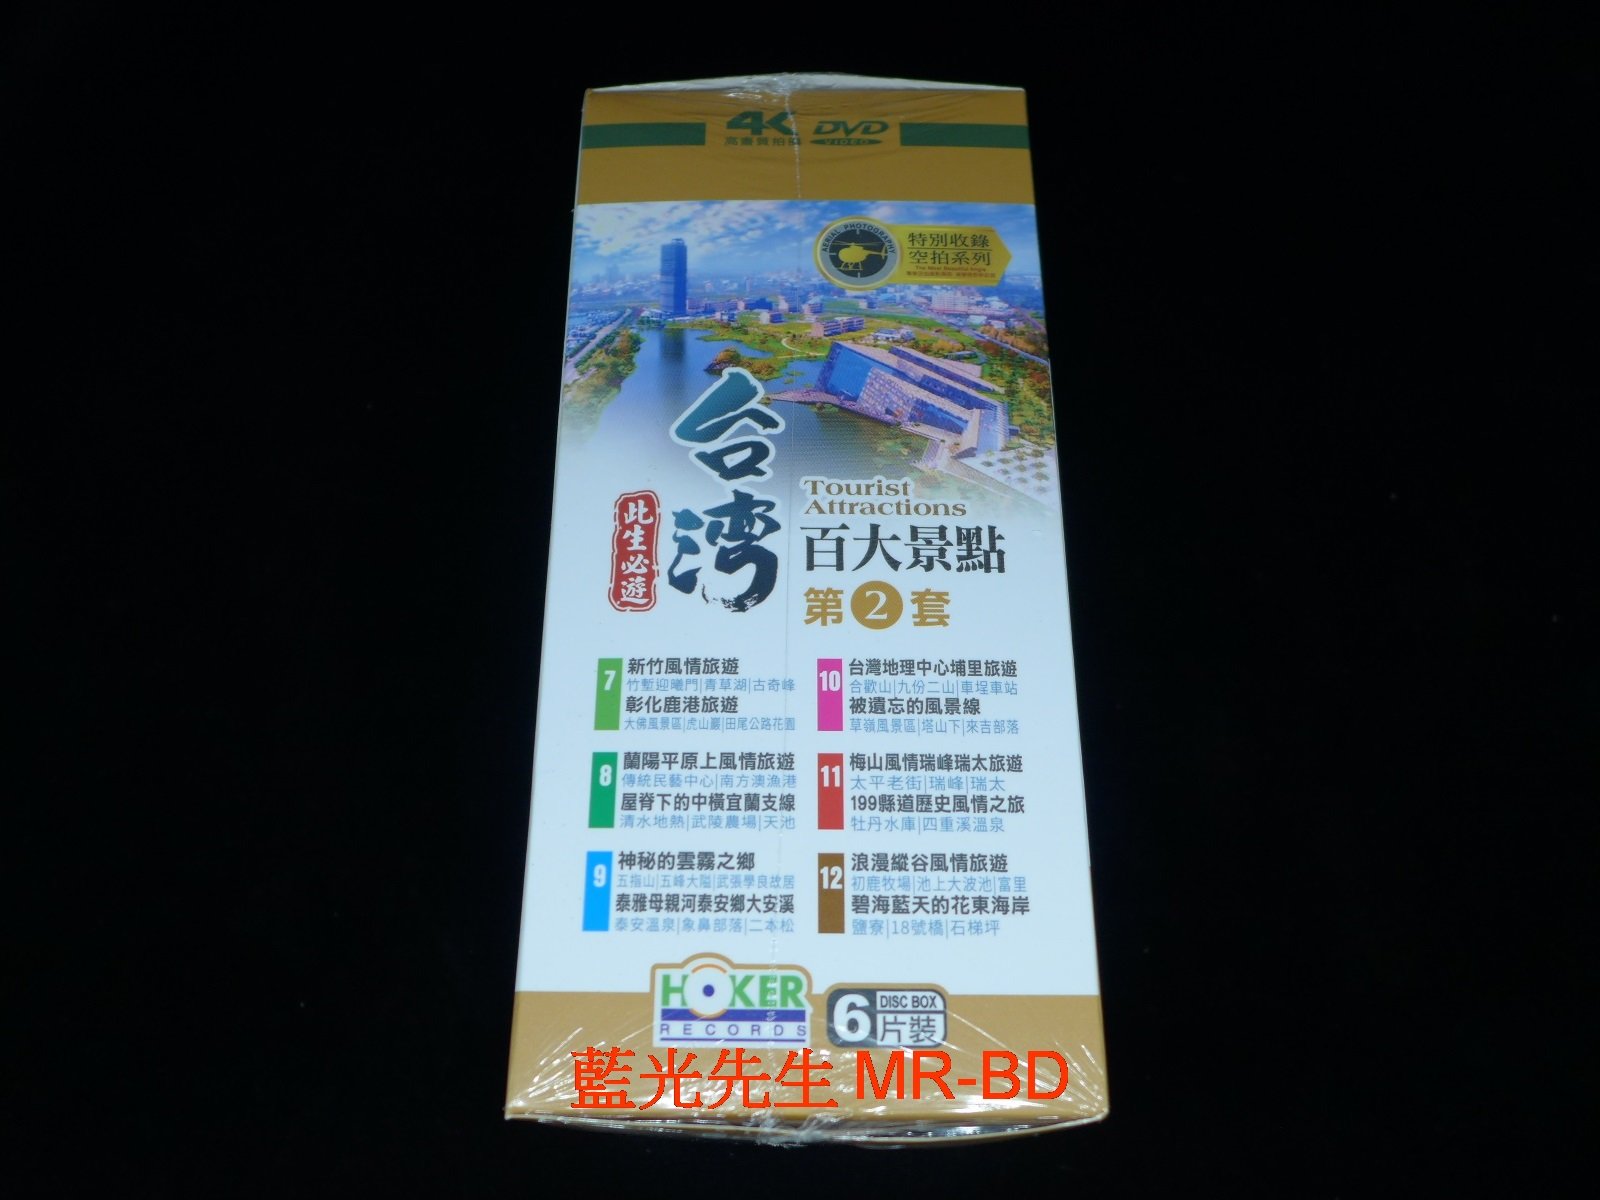 4K DVD
高畫質拍攝 VIDEO
AERIAL PHOTOGRAPHY
特別收錄
空拍系列
The Most Beautiful Angle
台灣
此生必遊
Tourist
Attractions
百大景點
第2套
7 新竹風情旅遊
竹塹迎曦門|青草湖|古奇峰
彰化鹿港旅遊
大佛風景區|虎山巖|田尾公路花園
8 蘭陽平原上風情旅遊
傳統民藝中心|南方澳漁港
屋脊下的中橫宜蘭支線
清水地熱|武陵農場|天池
9 神秘的雲霧之鄉
五指山|五峰大隘|武張學良故居
泰雅母親河泰安鄉大安溪
泰安溫泉|象鼻部落|二本松
10 台灣地理中心埔里旅遊
合歡山|九份二山|車埕車站
被遺忘的風景線
草嶺風景區|塔山下|來吉部落
11 梅山風情瑞峰瑞太旅遊
太平老街|瑞峰|瑞太
199縣道歷史風情之旅
牡丹水庫|四重溪溫泉
12 浪漫縱谷風情旅遊
初鹿牧場|池上大波池|富里
碧海藍天的花東海岸
鹽寮|18號橋|石梯坪
HOKER
RECORDS
6 DISC BOX
片裝
藍光先生 MR-BD